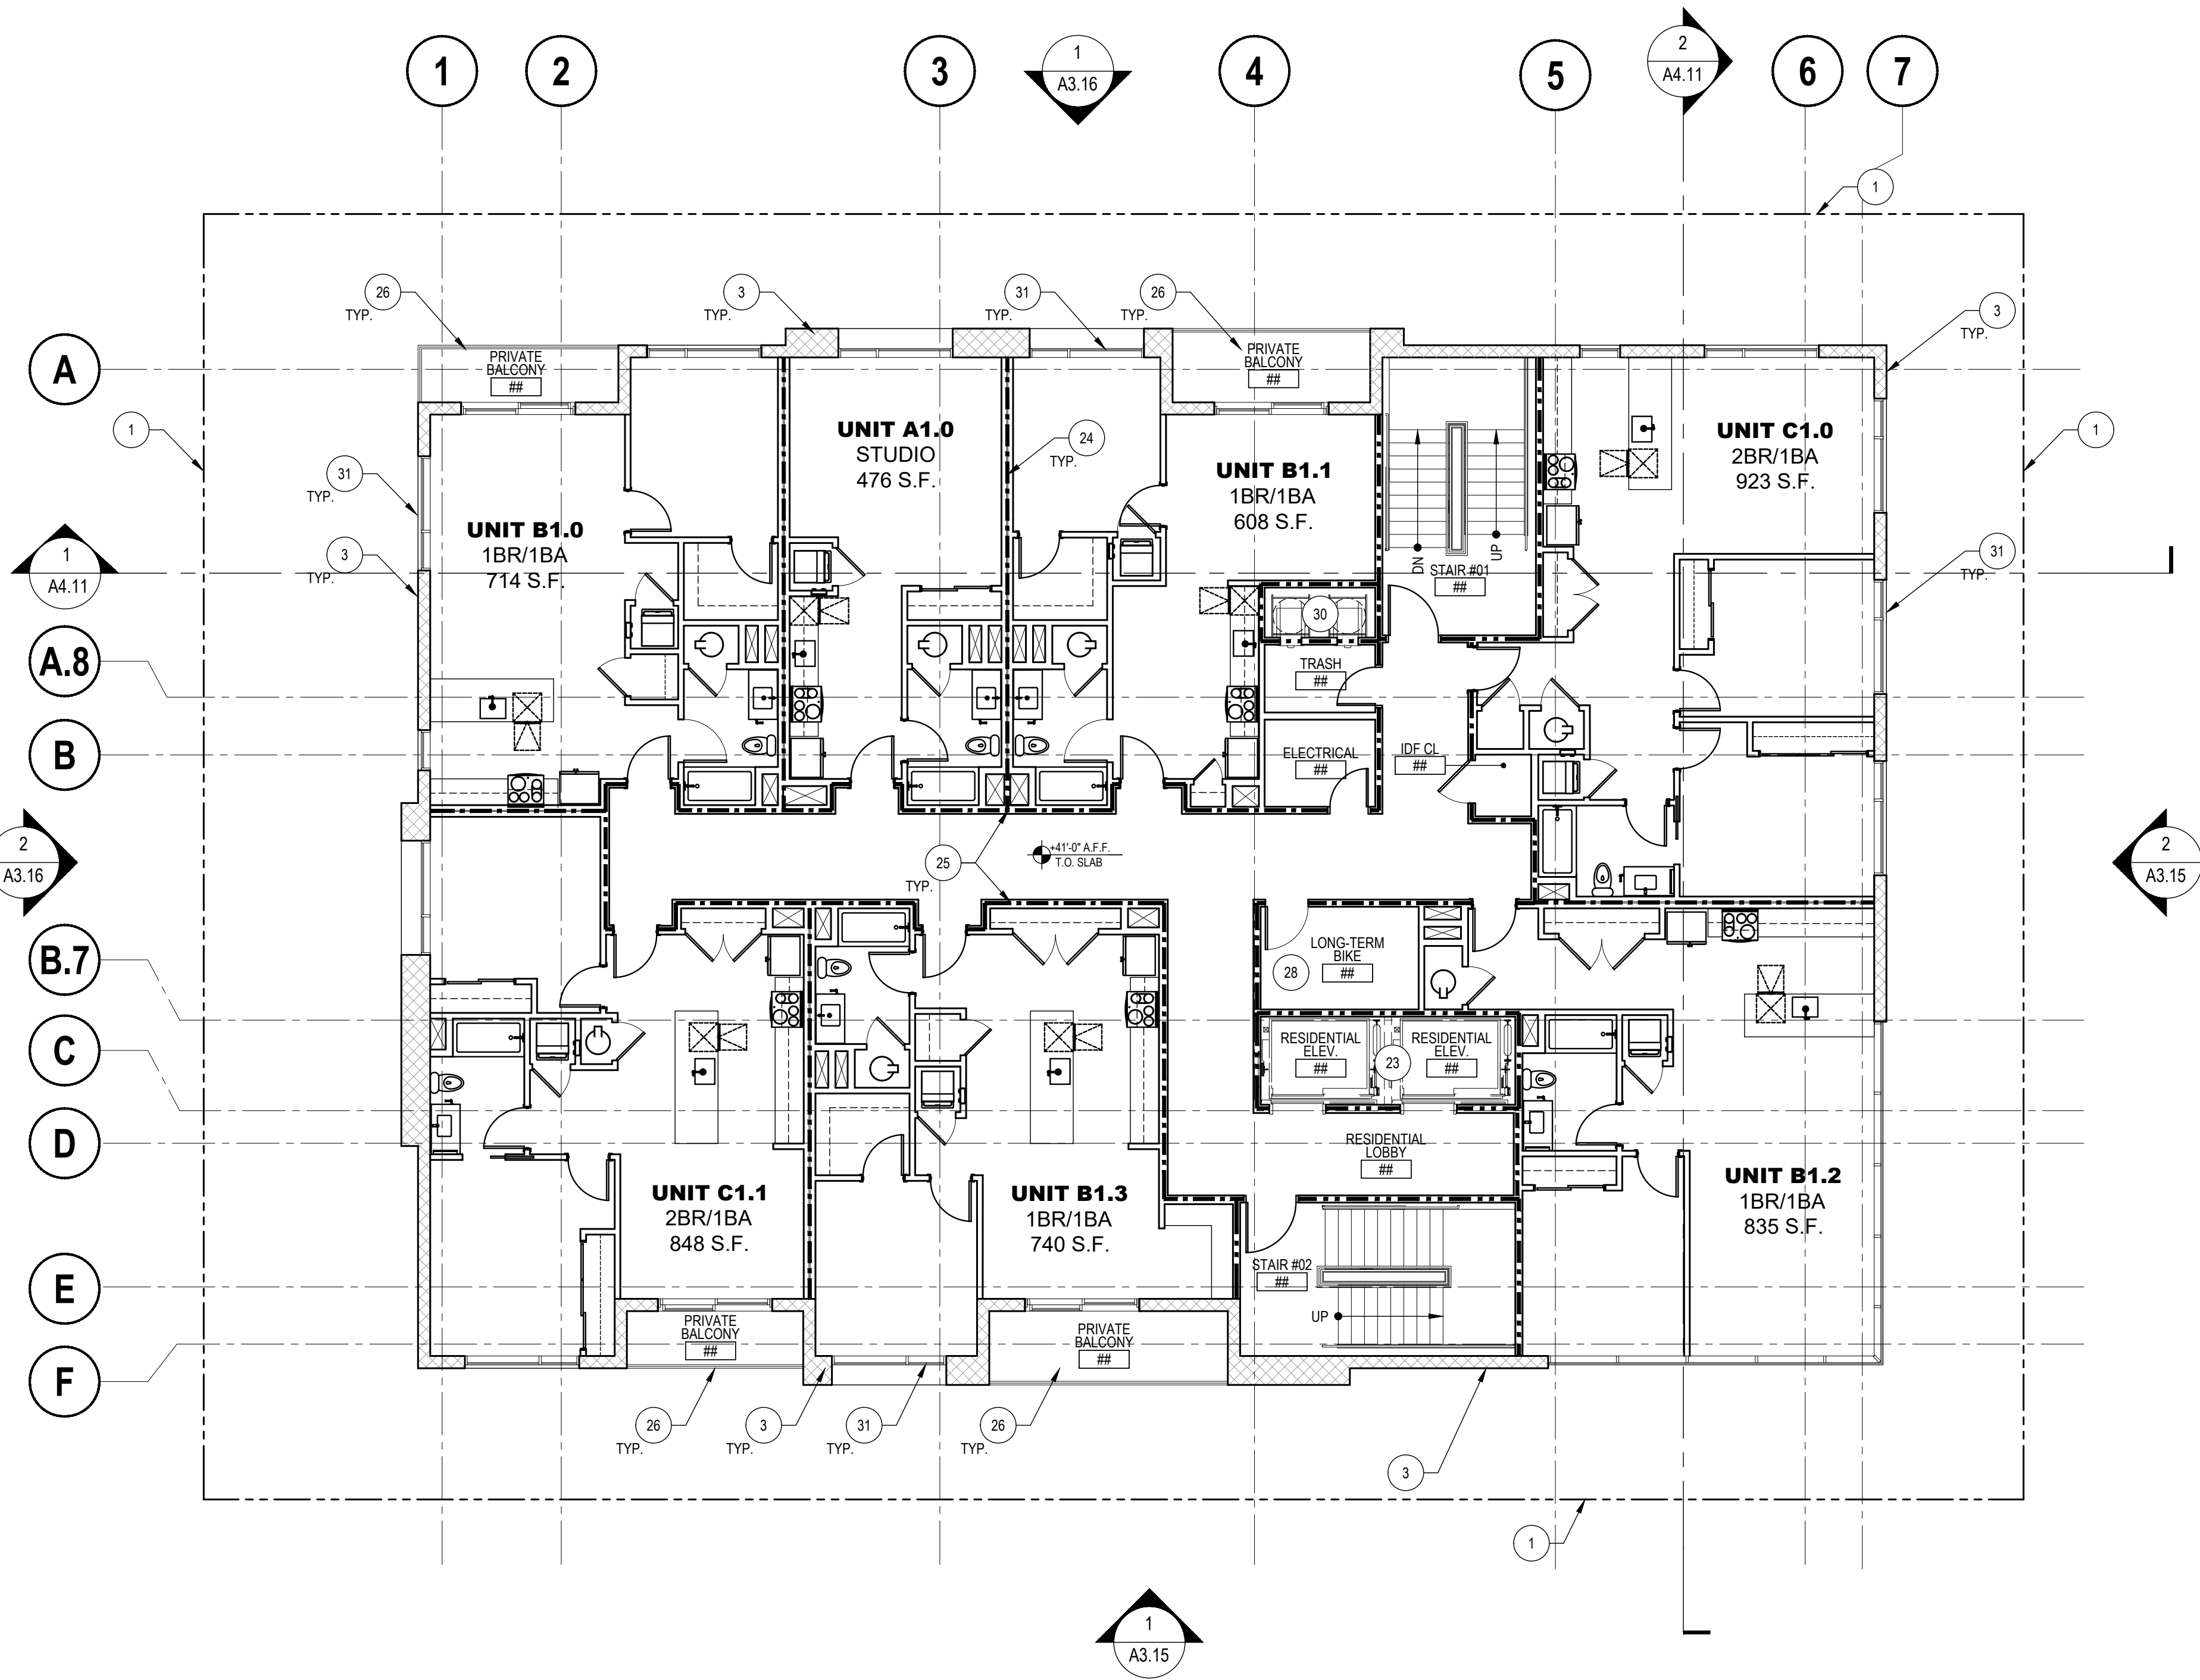 1
2
3
1
A3.16
4
5
2
A4.11
6
7
1
26
TYP.
3
TYP.
31
TYP.
26
TYP.
3
TYP.
A
PRIVATE
BALCONY
##
PRIVATE
BALCONY
##
1
1
UNIT A1.0
STUDIO
476 S.F.
24
TYP.
UNIT B1.1
1BR/1BA
608 S.F.
UNIT C1.0
2BR/1BA
923 S.F.
31
TYP.
UNIT B1.0
1BR/1BA
714 S.F.
3
TYP.
1
A4.11
DN
UP
STAIR #01
##
31
TYP.
30
A.8
TRASH
##
B
ELECTRICAL
##
IDF CL
##
2
A3.16
25
TYP.
+41'-0" A.F.F.
T.O. SLAB
2
A3.15
B.7
LONG-TERM
BIKE
##
28
C
RESIDENTIAL
ELEV.
##
23
RESIDENTIAL
ELEV.
##
D
RESIDENTIAL
LOBBY
##
UNIT C1.1
2BR/1BA
848 S.F.
UNIT B1.3
1BR/1BA
740 S.F.
UNIT B1.2
1BR/1BA
835 S.F.
E
STAIR #02
##
UP
PRIVATE
BALCONY
##
PRIVATE
BALCONY
##
F
26
TYP.
3
TYP.
31
TYP.
26
TYP.
3
1
1
A3.15